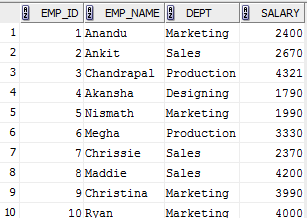 EMP_ID EMP_NAME DEPT SALARY
1 1 Anandu Marketing 2400
2 2 Ankit Sales 2670
3 3 Chandrapal Production 4321
4 4 Akansha Designing 1790
5 5 Nismath Marketing 1990
6 6 Megha Production 3330
7 7 Chrissie Sales 2370
8 8 Maddie Sales 4200
9 9 Christina Marketing 3990
10 10 Ryan Marketing 4000